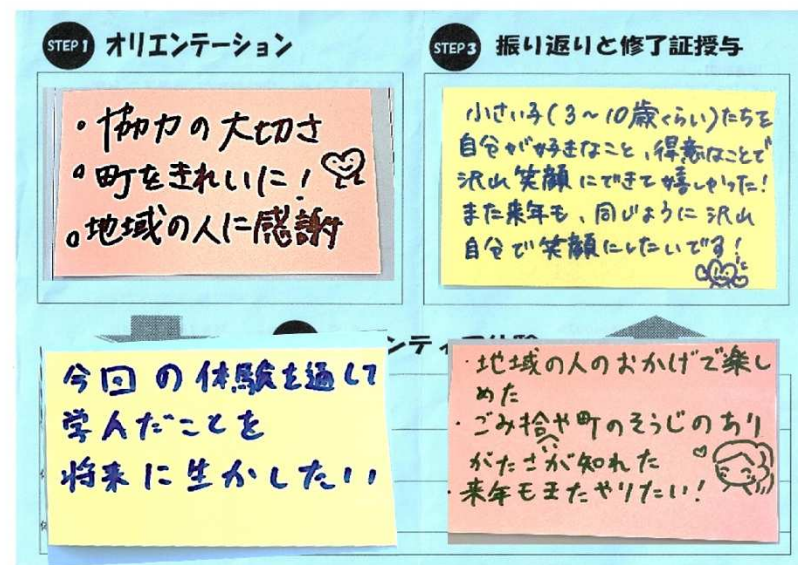 STEP1 オリエンテーション
・協力の大切さ
・町をきれいに!
・地域の人に感謝
STEP3 振り返りと修了証授与
小さい子(3〜10歳くらい)たちを
自分が好きなこと、得意なことで
沢山笑顔にできて嬉しかった!
また来年も、同じように沢山
自分で笑顔にしたいです!
ンティア体験
今回の体験を通して
学んだことを
将来に生かしたい
・地域の人のおかげで楽し
めた
・ごみ拾や町のそうじのあり
がたさが知れた
・来年もまたやりたい!